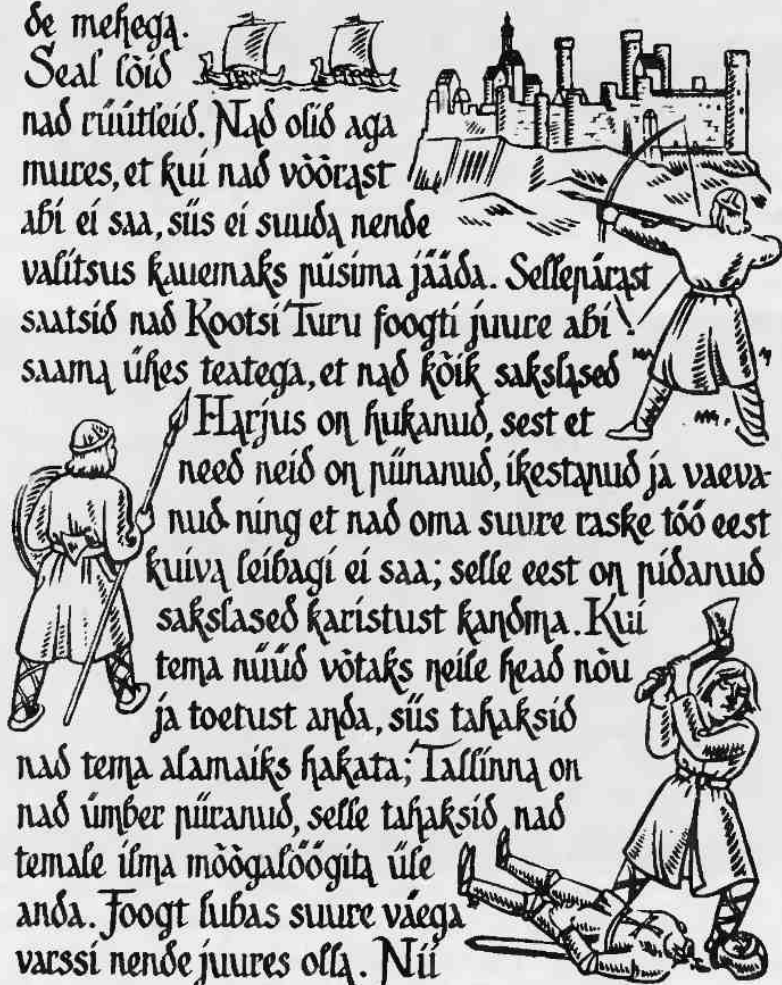 de mehega.
Seal lõid
nad rüütleid. Nad olid aga
mures, et kui nad võõrast
abi ei saa, siis ei suuda nende
valitsus kauemaks püsima jääda. Sellepärast
saatsid nad Rootsi Turu foogti juure abi
saama ühes teatega, et nad kõik sakslased
Harjus on hukanud, sest et
need neid on piinanud, ikestanud ja vaeva-
nud ning et nad oma suure raske töö eest
kuiva leibagi ei saa; selle eest on pidanud
sakslased karistust kandma. Kui
tema nüüd võtaks neile head nõu
ja toetust anda, siis tahaksid
nad tema alamaiks hakata; Tallinna on
nad ümber piiranud, selle tahaksid nad
temale ilma mõõgalöögita üle
anda. Foogt lubas suure väega
varssi nende juures olla. Nii